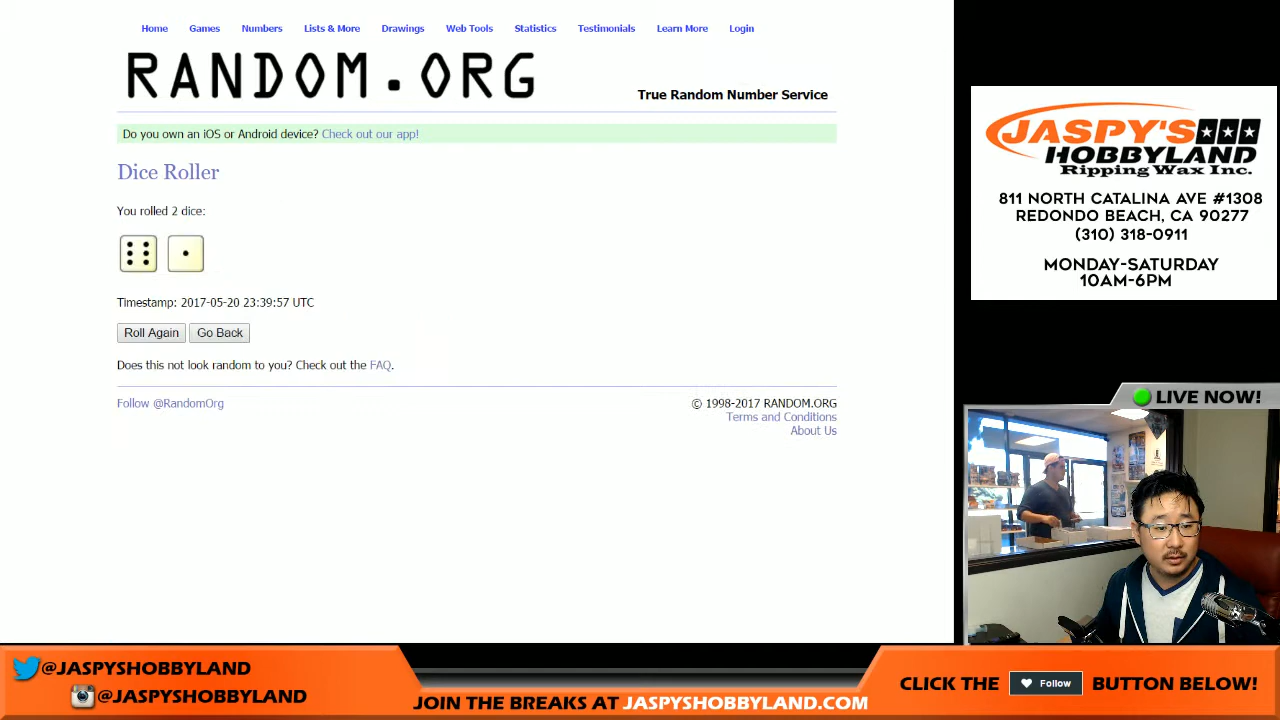 Home Games Numbers Lists & More Drawings Web Tools Statistics Testimonials Learn More Login
RANDOM.ORG
True Random Number Service
Do you own an iOS or Android device? Check out our app!
Dice Roller
You rolled 2 dice:
Timestamp: 2017-05-20 23:39:57 UTC
Roll Again Go Back
Does this not look random to you? Check out the FAQ.
Follow @RandomOrg
© 1998-2017 RANDOM.ORG
Terms and Conditions
About Us
JASPY'S
HOBBYLAND
Ripping Wax Inc.
811 NORTH CATALINA AVE #1308
REDONDO BEACH, CA 90277
(310) 318-0911
MONDAY-SATURDAY
10AM-6PM
LIVE NOW!
@JASPYSHOBBYLAND
@JASPYSHOBBYLAND
JOIN THE BREAKS AT JASPYSHOBBYLAND.COM
CLICK THE Follow BUTTON BELOW!